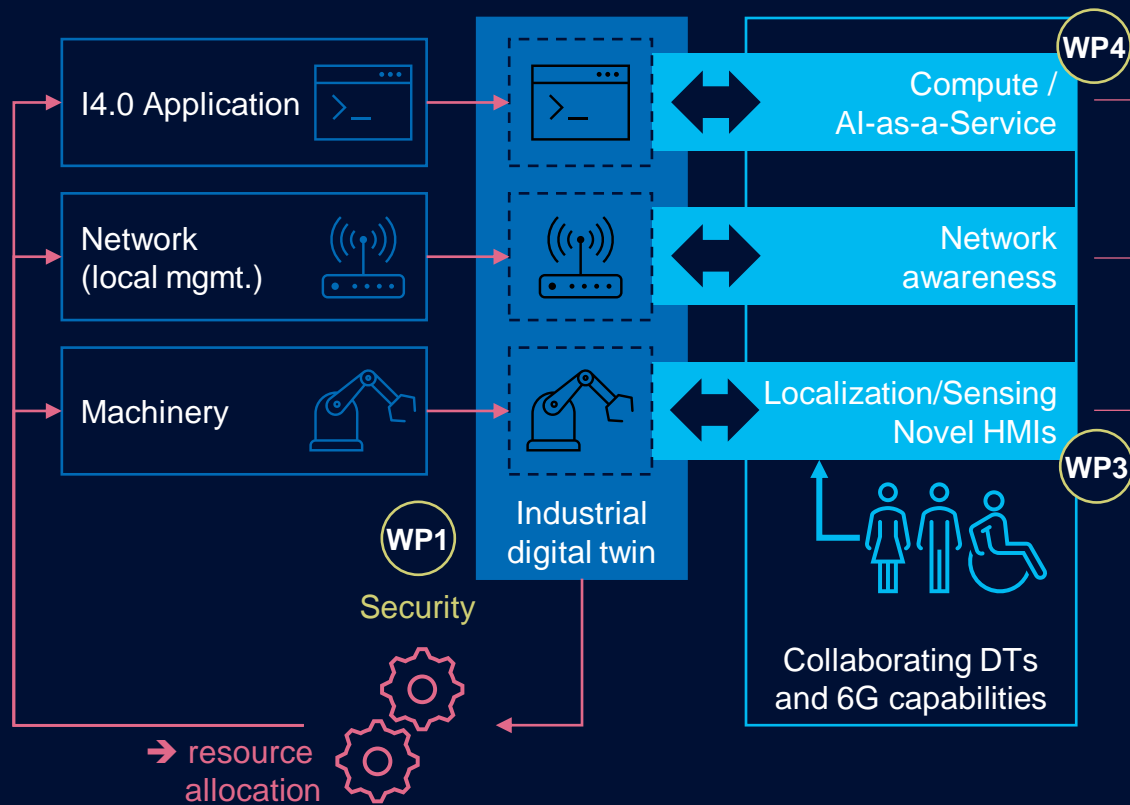 WP4
I4.0 Application
>_
>_
Compute /
AI-as-a-Service
Network
(local mgmt.)
Network
awareness
Machinery
Localization/Sensing
Novel HMIs
WP3
Industrial
digital twin
WP1
Security
Collaborating DTs
and 6G capabilities
➔ resource
allocation